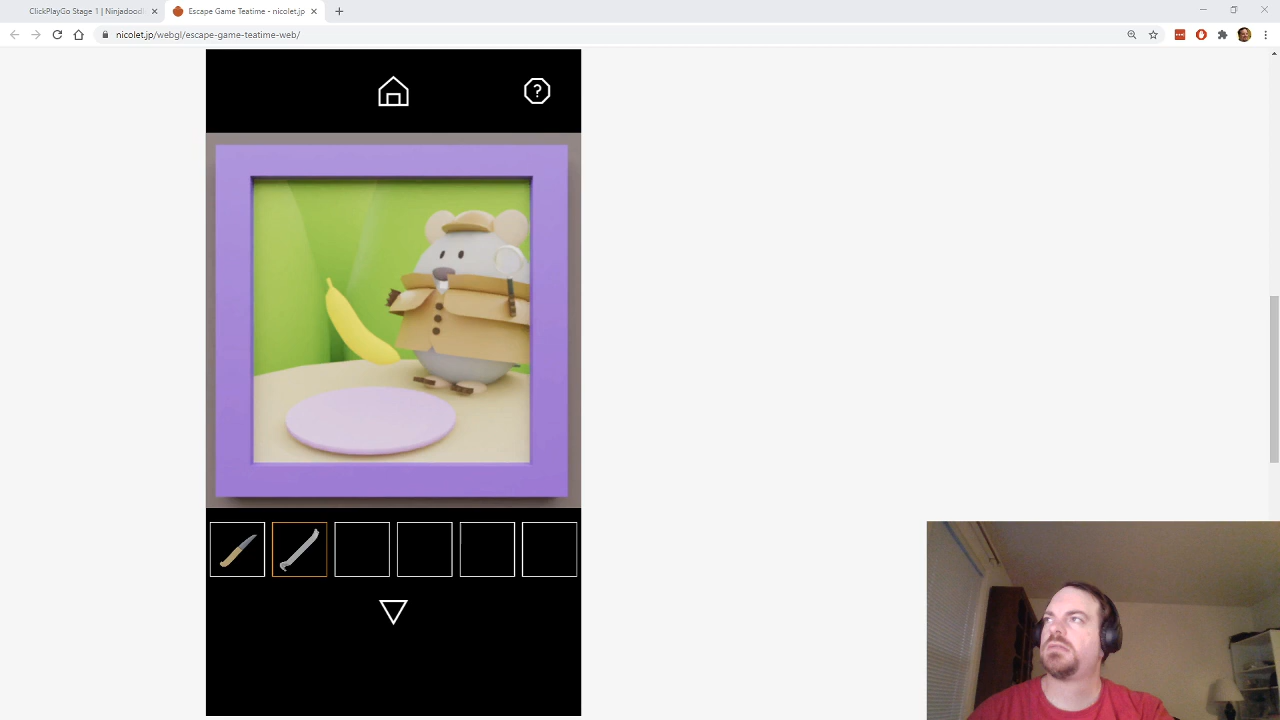 ClickPlayGo Stage 1 | Ninjadoodl
Escape Game Teatime - nicolet.jp
nicolet.jp/webgl/escape-game-teatime-web/
?